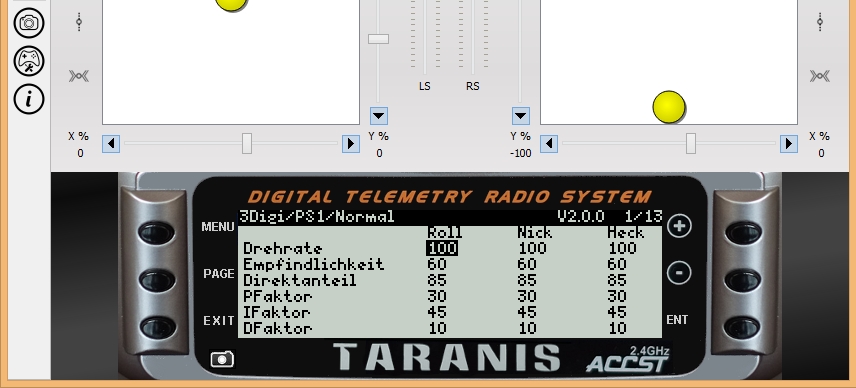 LS RS
X % Y % Y % X %
0 0 -100 0
DIGITAL TELEMETRY RADIO SYSTEM
MENU
PAGE
EXIT
3Digi/PS1/Normal V2.0.0 1/13
Roll Nick Heck
Drehrate 100 100 100
Empfindlichkeit 60 60 60
Direktanteil 85 85 85
PFaktor 30 30 30
IFaktor 45 45 45
DFaktor 10 10 10
+
-
ENT
TARANIS
2.4GHz
ACCST